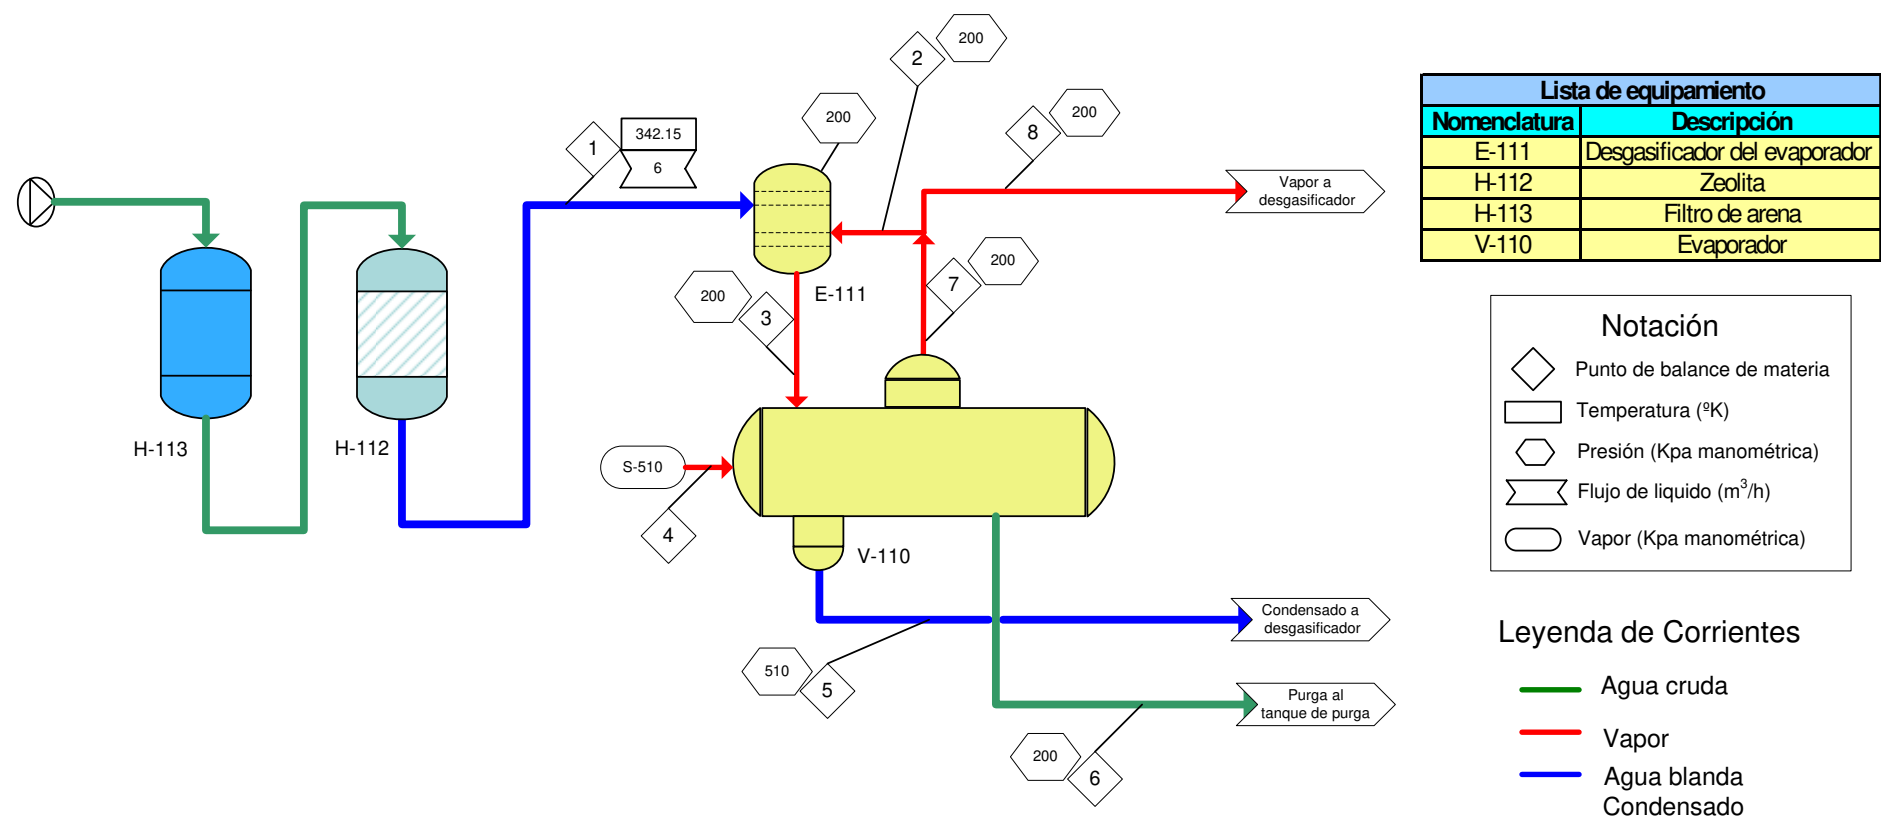 2
200
200
8
200
1
342.15
6
Vapor a
desgasificador
200
3
E-111
7
200
H-113
H-112
S-510
4
V-110
Condensado a
desgasificador
510
5
Purga al
tanque de purga
200
6
Lista de equipamiento
Nomenclatura Descripción
E-111 Desgasificador del evaporador
H-112 Zeolita
H-113 Filtro de arena
V-110 Evaporador
Notación
Punto de balance de materia
Temperatura (ºK)
Presión (Kpa manométrica)
Flujo de liquido (m³/h)
Vapor (Kpa manométrica)
Leyenda de Corrientes
Agua cruda
Vapor
Agua blanda
Condensado